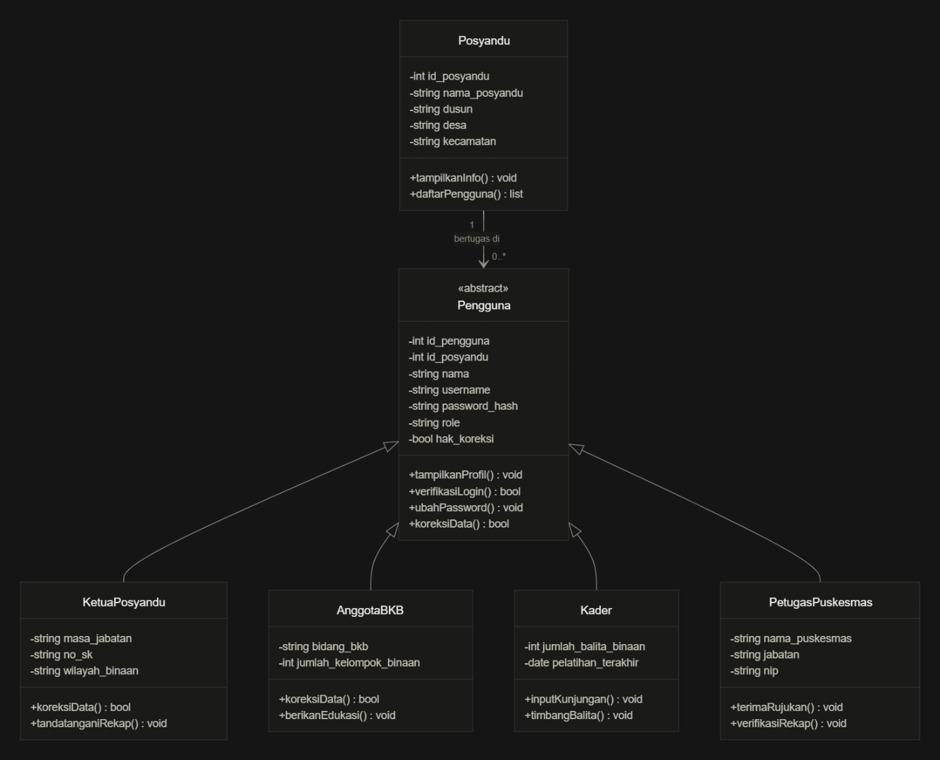 Posyandu
-int id_posyandu
-string nama_posyandu
-string dusun
-string desa
-string kecamatan
+tampilkanInfo() : void
+daftarPengguna() : list
1
bertugas di
0..*
«abstract»
Pengguna
-int id_pengguna
-int id_posyandu
-string nama
-string username
-string password_hash
-string role
-bool hak_koreksi
+tampilkanProfil() : void
+verifikasiLogin() : bool
+ubahPassword() : void
+koreksiData() : bool
KetuaPosyandu
-string masa_jabatan
-string no_sk
-string wilayah_binaan
+koreksiData() : bool
+tandatanganiRekap() : void
AnggotaBKB
-string bidang_bkb
-int jumlah_kelompok_binaan
+koreksiData() : bool
+berikanEdukasi() : void
Kader
-int jumlah_balita_binaan
-date pelatihan_terakhir
+inputKunjungan() : void
+timbangBalita() : void
PetugasPuskesmas
-string nama_puskesmas
-string jabatan
-string nip
+terimaRujukan() : void
+verifikasiRekap() : void